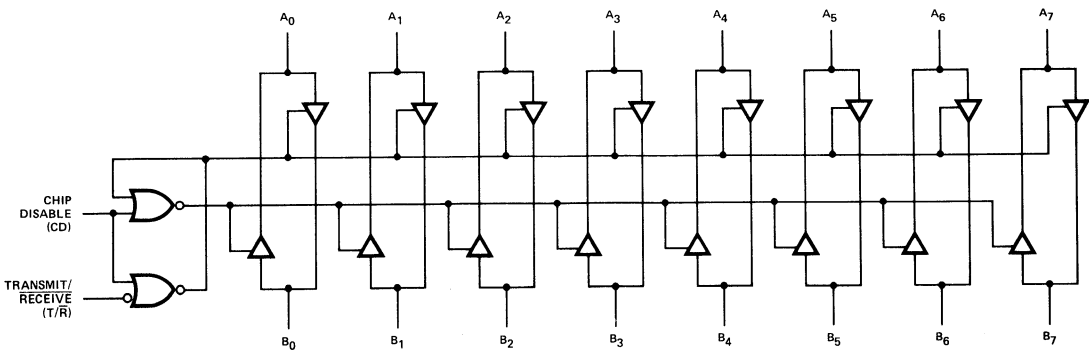 A0 A1 A2 A3 A4 A5 A6 A7
CHIP
DISABLE
(CD)
TRANSMIT/
RECEIVE
(T/R̅)
B0 B1 B2 B3 B4 B5 B6 B7